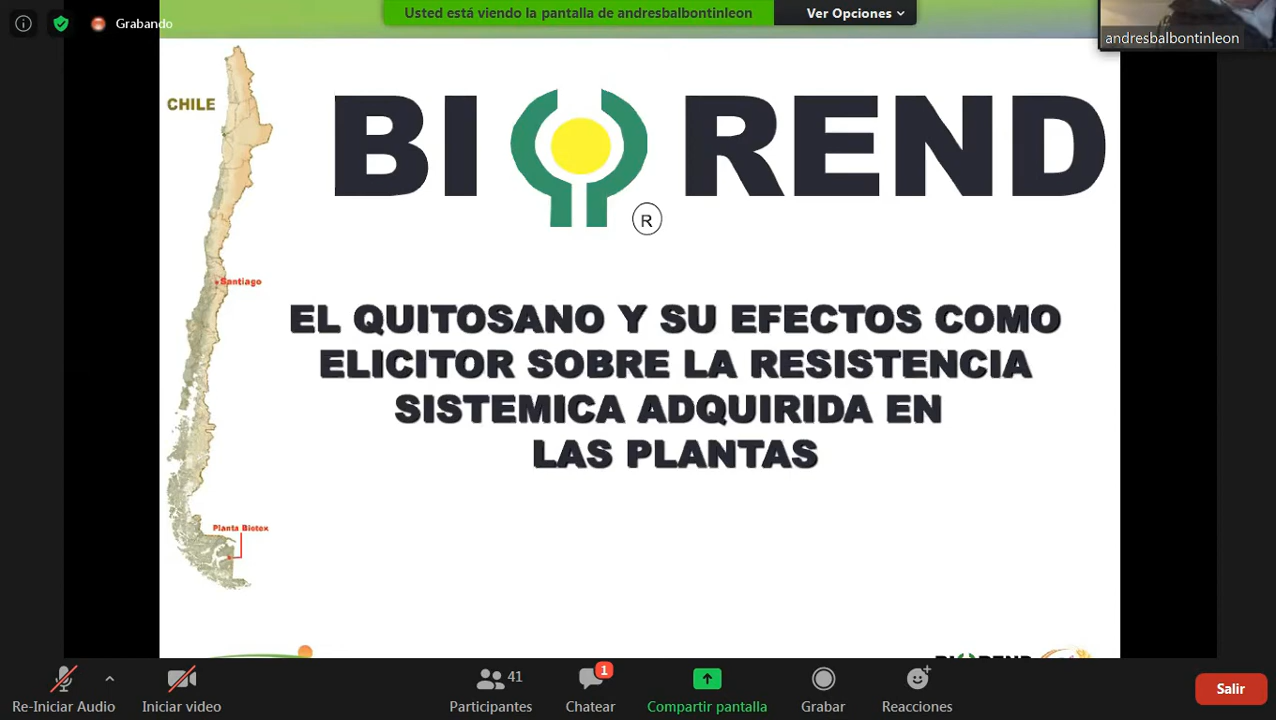 Grabando
Usted está viendo la pantalla de andresbalbontinleon
Ver Opciones
andresbalbontinleon
CHILE
BIOREND
R
Santiago
EL QUITOSANO Y SU EFECTOS COMO
ELICITOR SOBRE LA RESISTENCIA
SISTEMICA ADQUIRIDA EN
LAS PLANTAS
Planta Biotex
BIOREND
41
1
Re-Iniciar Audio
Iniciar video
Participantes
Chatear
Compartir pantalla
Grabar
Reacciones
Salir